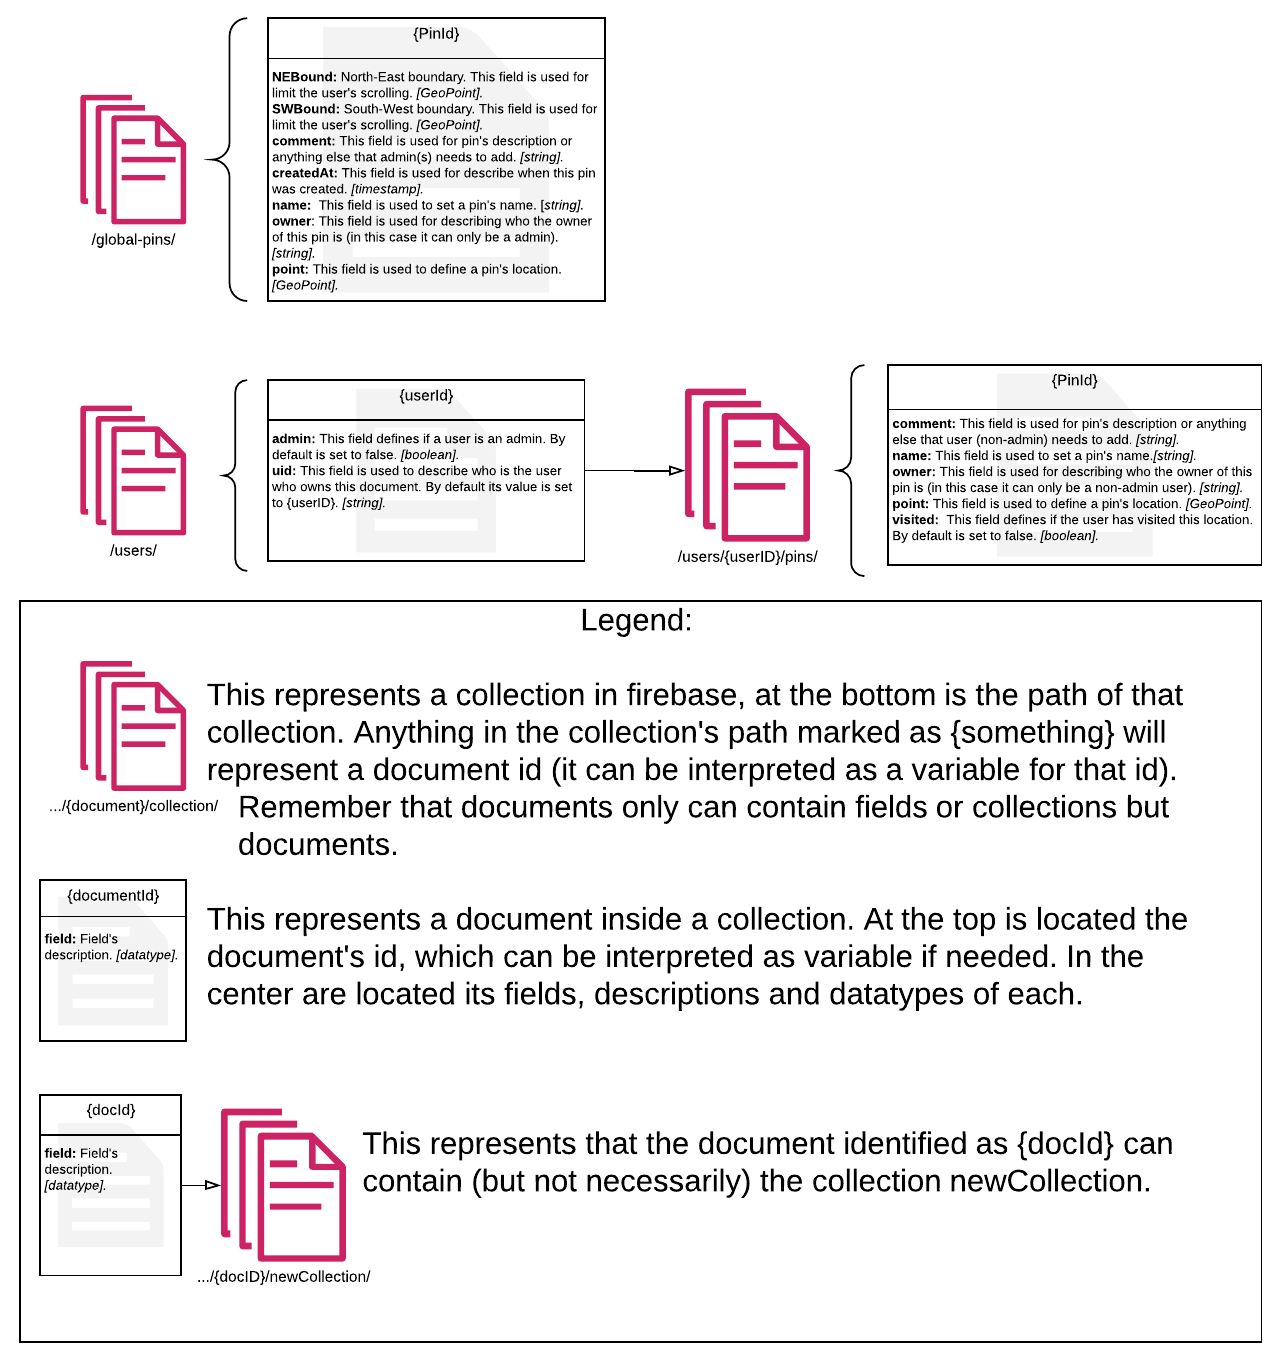 {PinId}
NEBound: North-East boundary. This field is used for
limit the user's scrolling. [GeoPoint].
SWBound: South-West boundary. This field is used for
limit the user's scrolling. [GeoPoint].
comment: This field is used for pin's description or
anything else that admin(s) needs to add. [string].
createdAt: This field is used for describe when this pin
was created. [timestamp].
name:  This field is used to set a pin's name. [string].
owner: This field is used for describing who the owner
of this pin is (in this case it can only be a admin).
[string].
point: This field is used to define a pin's location.
[GeoPoint].
/global-pins/
{userId}
admin: This field defines if a user is an admin. By
default is set to false. [boolean].
uid: This field is used to describe who is the user
who owns this document. By default its value is set
to {userID}. [string].
/users/
/users/{userID}/pins/
{PinId}
comment: This field is used for pin's description or anything
else that user (non-admin) needs to add. [string].
name: This field is used to set a pin's name.[string].
owner: This field is used for describing who the owner of this
pin is (in this case it can only be a non-admin user). [string].
point: This field is used to define a pin's location. [GeoPoint].
visited:  This field defines if the user has visited this location.
By default is set to false. [boolean].
Legend:
This represents a collection in firebase, at the bottom is the path of that
collection. Anything in the collection's path marked as {something} will
represent a document id (it can be interpreted as a variable for that id).
Remember that documents only can contain fields or collections but
documents.
.../{document}/collection/
{documentId}
field: Field's
description. [datatype].
This represents a document inside a collection. At the top is located the
document's id, which can be interpreted as variable if needed. In the
center are located its fields, descriptions and datatypes of each.
{docId}
field: Field's
description.
[datatype].
.../{docID}/newCollection/
This represents that the document identified as {docId} can
contain (but not necessarily) the collection newCollection.